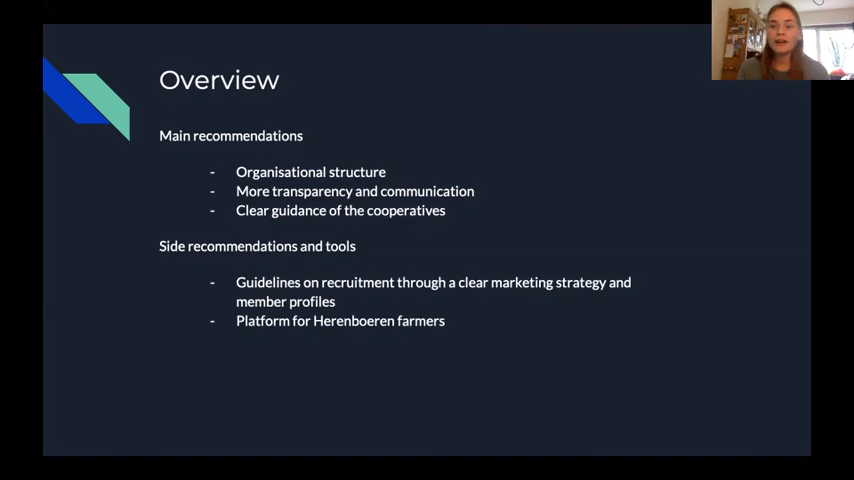 Overview
Main recommendations
- Organisational structure
- More transparency and communication
- Clear guidance of the cooperatives
Side recommendations and tools
- Guidelines on recruitment through a clear marketing strategy and
member profiles
- Platform for Herenboeren farmers